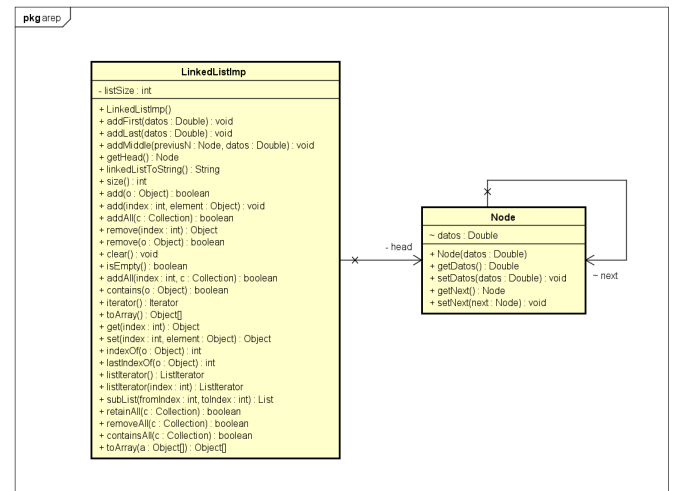 pkg arep
LinkedListImp
- listSize : int
+ LinkedListImp()
+ addFirst(datos : Double) : void
+ addLast(datos : Double) : void
+ addMiddle(previusN : Node, datos : Double) : void
+ getHead() : Node
+ linkedListToString() : String
+ size() : int
+ add(o : Object) : boolean
+ add(index : int, element : Object) : void
+ addAll(c : Collection) : boolean
+ remove(index : int) : Object
+ remove(o : Object) : boolean
+ clear() : void
+ isEmpty() : boolean
+ addAll(index : int, c : Collection) : boolean
+ contains(o : Object) : boolean
+ iterator() : Iterator
+ toArray() : Object[]
+ get(index : int) : Object
+ set(index : int, element : Object) : Object
+ indexOf(o : Object) : int
+ lastIndexOf(o : Object) : int
+ listIterator() : ListIterator
+ listIterator(index : int) : ListIterator
+ subList(fromIndex : int, toIndex : int) : List
+ retainAll(c : Collection) : boolean
+ removeAll(c : Collection) : boolean
+ containsAll(c : Collection) : boolean
+ toArray(a : Object[]) : Object[]
- head
Node
~ datos : Double
+ Node(datos : Double)
+ getDatos() : Double
+ setDatos(datos : Double) : void
+ getNext() : Node
+ setNext(next : Node) : void
~ next